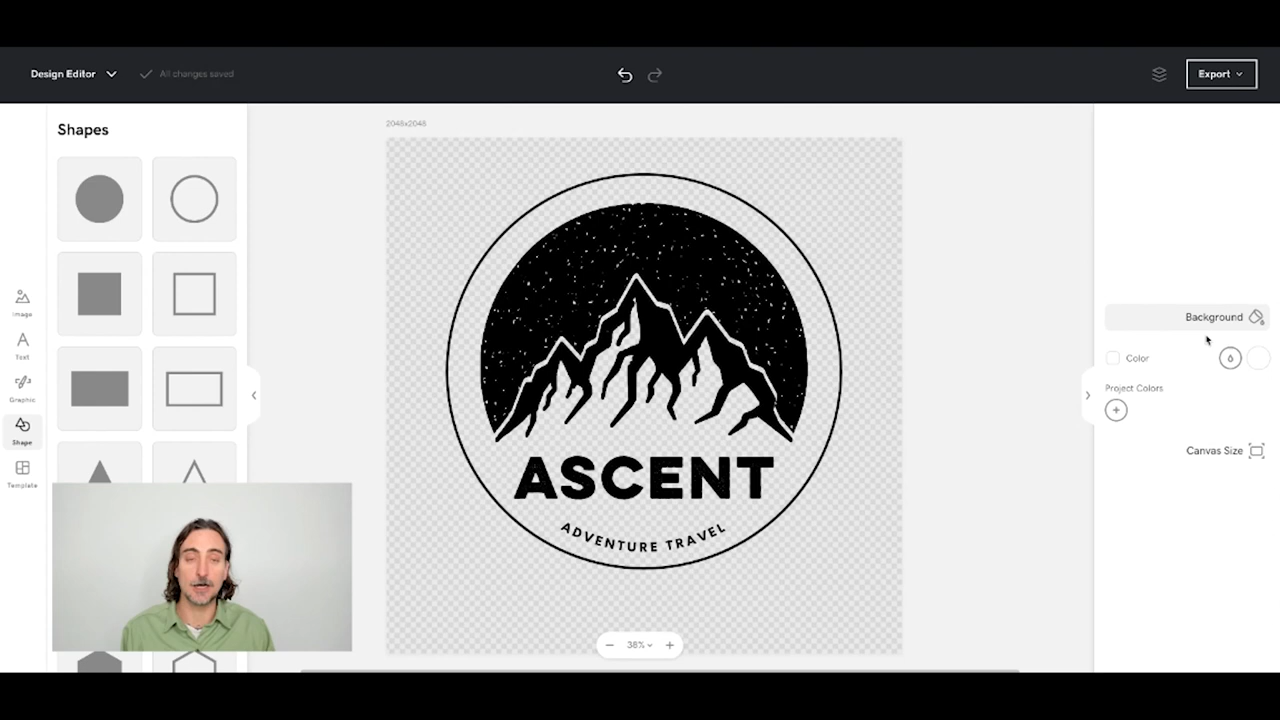 Design Editor
All changes saved
Export
Shapes
2048x2048
Image
Text
Graphic
Shape
Template
ASCENT
ADVENTURE TRAVEL
38%
Background
Color
Project Colors
Canvas Size